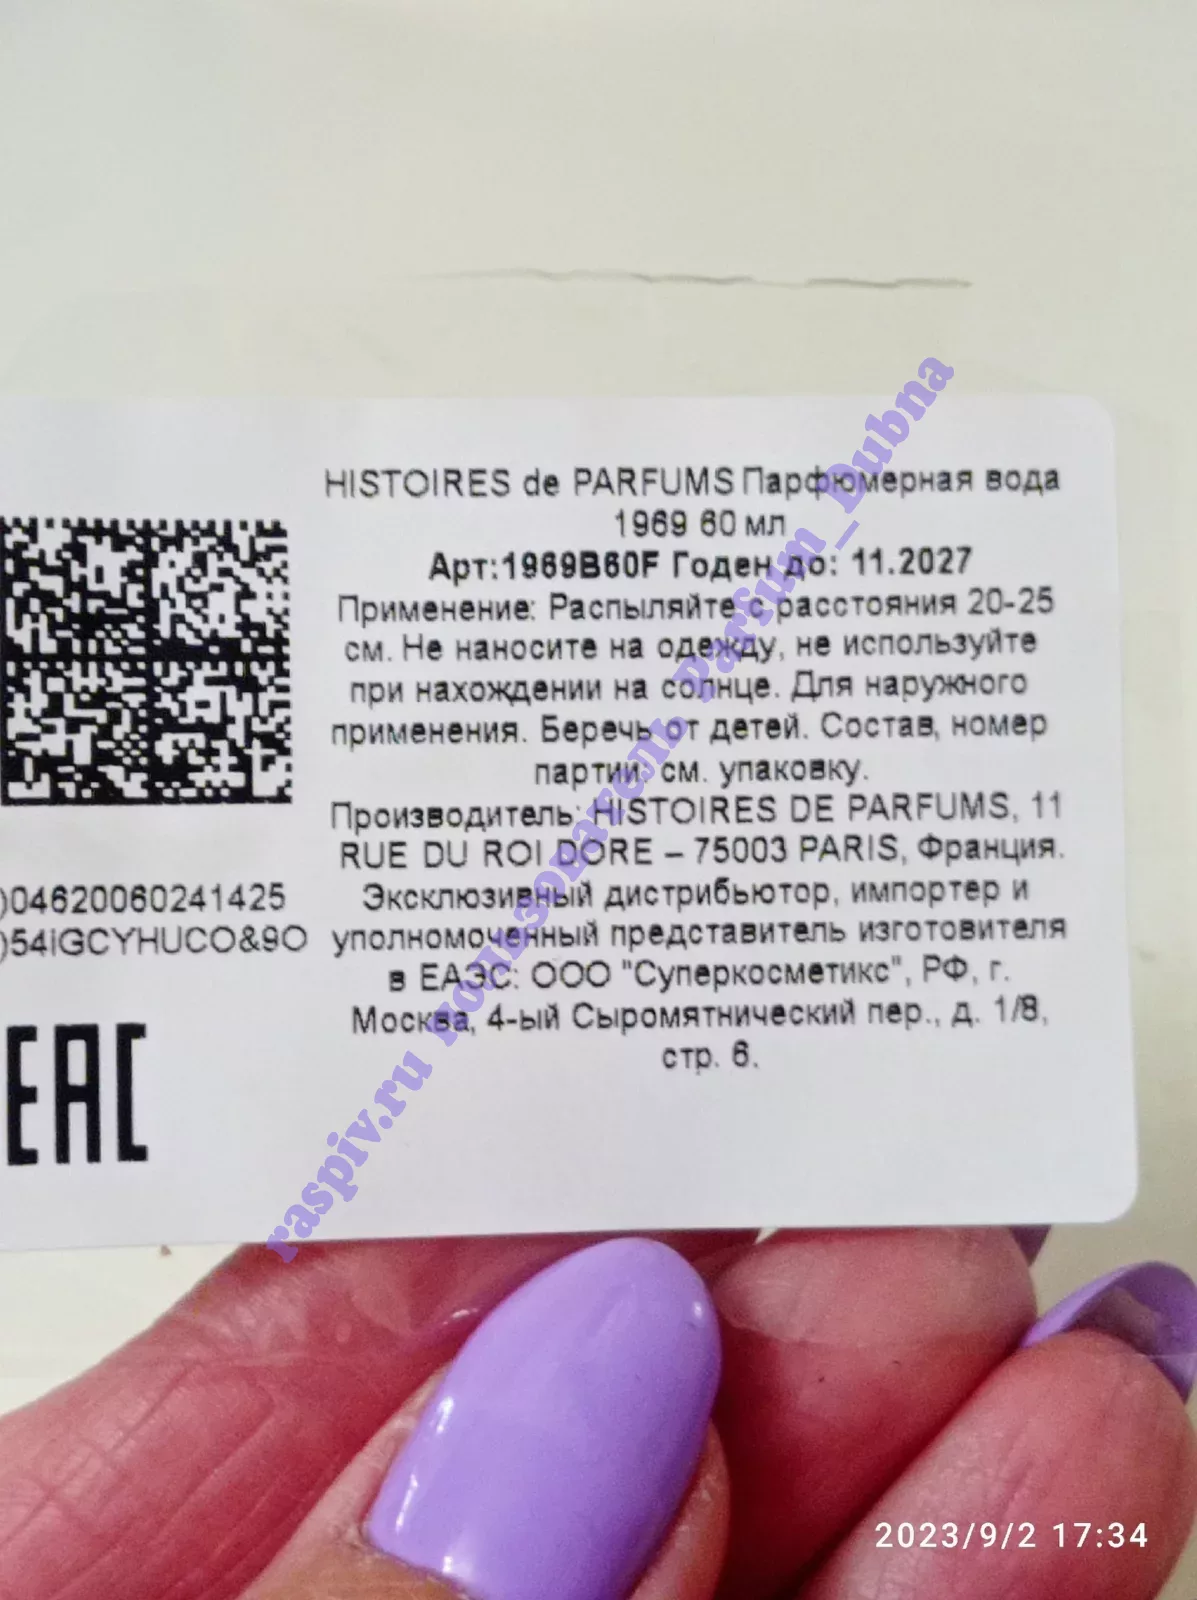 HISTOIRES de PARFUMS Парфюмерная вода
1969 60 мл
Арт:1969B60F Годен до: 11.2027
Применение: Распыляйте с расстояния 20-25
см. Не наносите на одежду, не используйте
при нахождении на солнце. Для наружного
применения. Беречь от детей. Состав, номер
партии: см. упаковку.
Производитель: HISTOIRES DE PARFUMS, 11
RUE DU ROI DORE – 75003 PARIS, Франция.
Эксклюзивный дистрибьютор, импортер и
уполномоченный представитель изготовителя
в ЕАЭС: ООО "Суперкосметикс", РФ, г.
Москва, 4-ый Сыромятнический пер., д. 1/8,
стр. 6.
)04620060241425
)54iGCYHUCO&9O
EAC
raspiv.ru пользователь Parfum_Dubna
2023/9/2 17:34